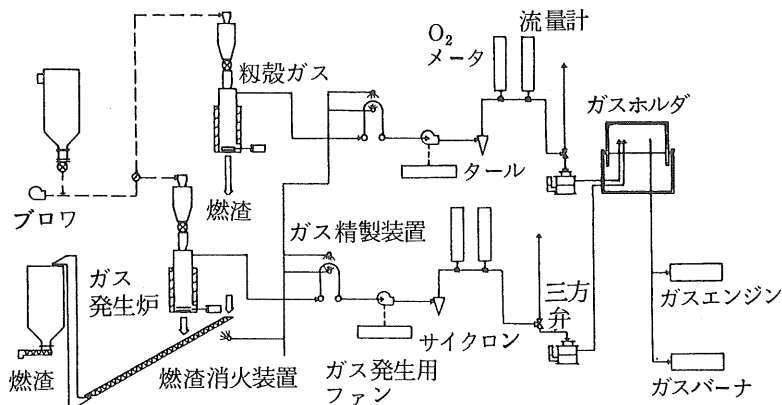 O₂
メータ
流量計
籾殻ガス
ガスホルダ
タール
燃渣
ブロワ
ガス精製装置
ガス
発生炉
三方
弁
ガスエンジン
サイクロン
燃渣
燃渣消火装置
ガス発生用
ファン
ガスバーナ